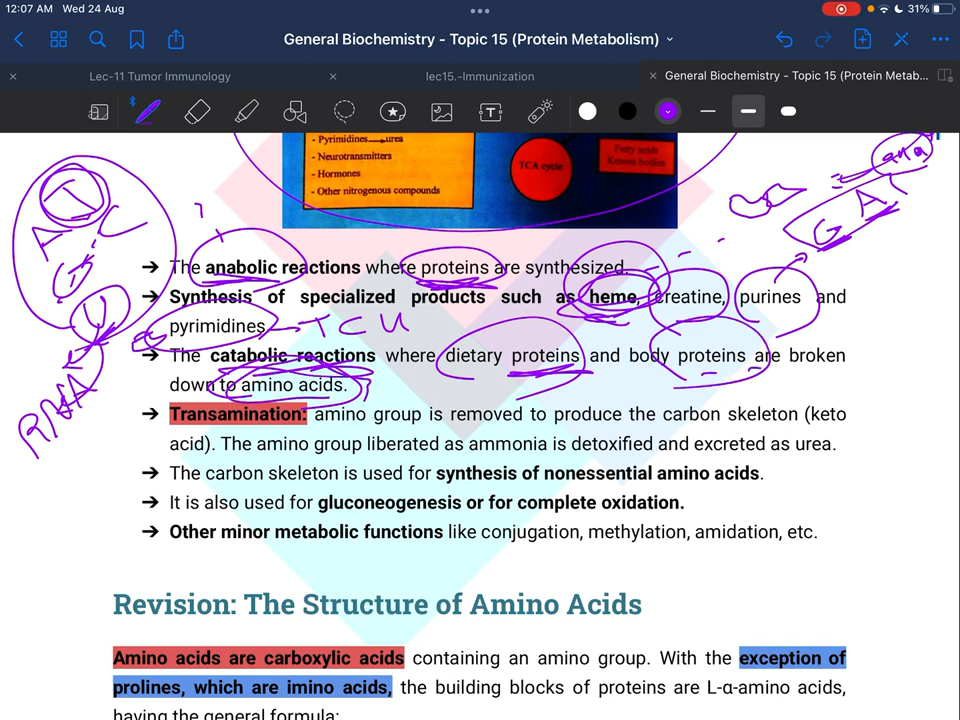 12:07 AM Wed 24 Aug
31%
General Biochemistry - Topic 15 (Protein Metabolism)
Lec-11 Tumor Immunology
lec15.-Immunization
General Biochemistry - Topic 15 (Protein Metab...
- Pyrimidines urea
- Neurotransmitters
- Hormones
- Other nitrogenous compounds
TCA cycle
Fatty acids
Ketone bodies
G A
T
A C
G
U
RNA
➔ The anabolic reactions where proteins are synthesized.
➔ Synthesis of specialized products such as heme, creatine, purines and
pyrimidines TCU
➔ The catabolic reactions where dietary proteins and body proteins are broken
down to amino acids.
➔ Transamination: amino group is removed to produce the carbon skeleton (keto
acid). The amino group liberated as ammonia is detoxified and excreted as urea.
➔ The carbon skeleton is used for synthesis of nonessential amino acids.
➔ It is also used for gluconeogenesis or for complete oxidation.
➔ Other minor metabolic functions like conjugation, methylation, amidation, etc.
Revision: The Structure of Amino Acids
Amino acids are carboxylic acids containing an amino group. With the exception of
prolines, which are imino acids, the building blocks of proteins are L-α-amino acids,
having the general formula: